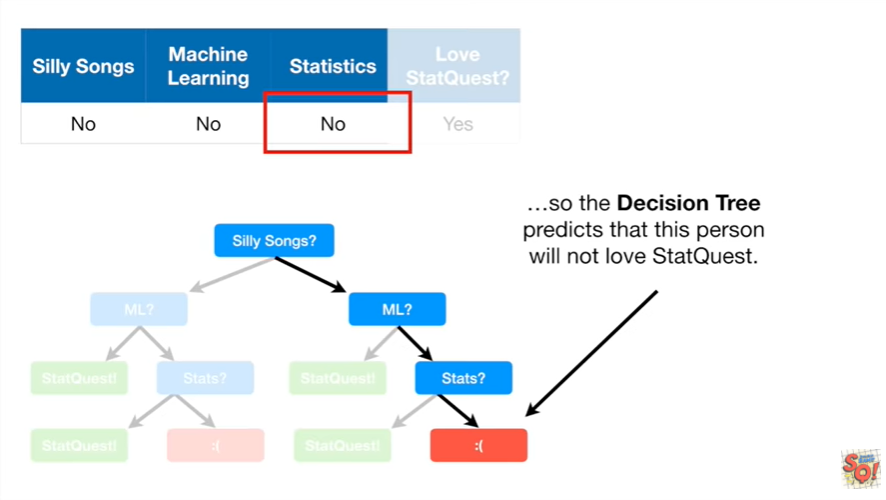 Silly Songs
Machine
Learning
Statistics
Love
StatQuest?
No
No
No
Yes
…so the Decision Tree
predicts that this person
will not love StatQuest.
Silly Songs?
ML?
ML?
StatQuest!
Stats?
StatQuest!
Stats?
StatQuest!
:(
StatQuest!
:(
SQ!